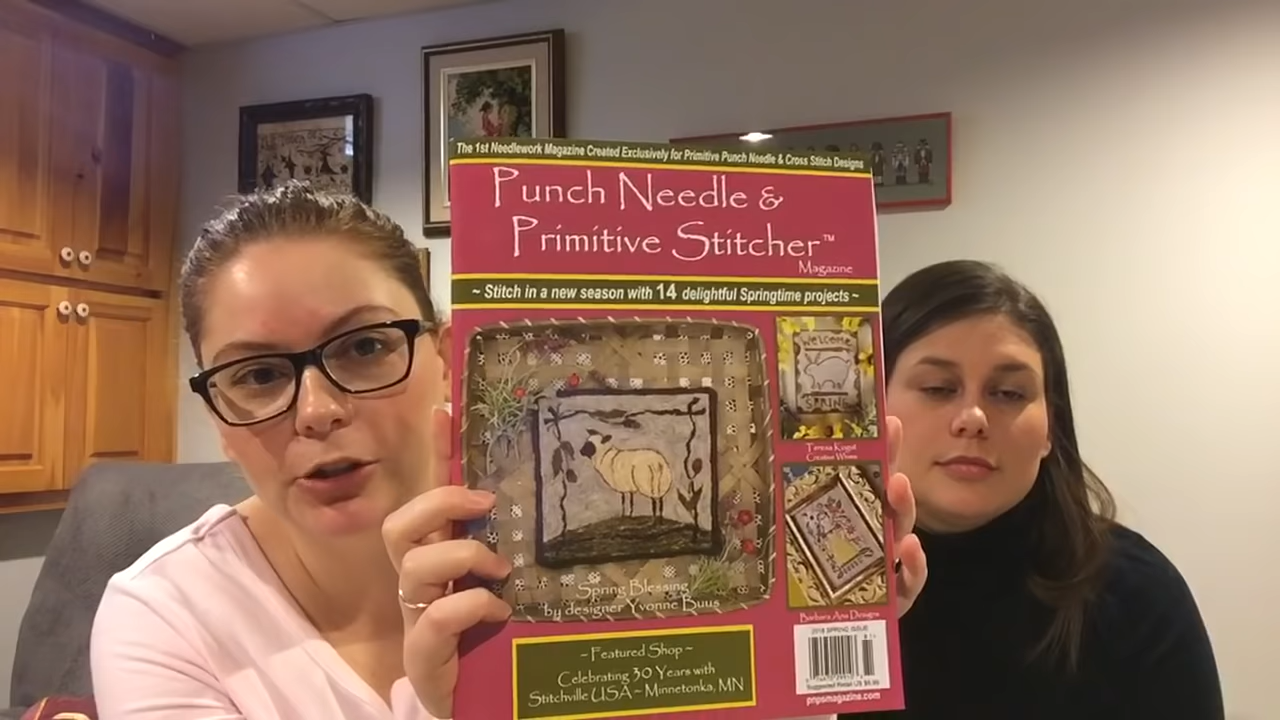 The 1st Needlework Magazine Created Exclusively for Primitive Punch Needle & Cross Stitch Designs
Punch Needle &
Primitive Stitcher™
Magazine
~ Stitch in a new season with 14 delightful Springtime projects ~
WELCOME
SPRING
Teresa Kogut
Spring Blessing
by designer Yvonne Buus
Barbara Ana Designs
~ Featured Shop ~
Celebrating 30 Years with
Stitchville USA ~ Minnetonka, MN
2018 SPRING ISSUE
pnpsmagazine.com